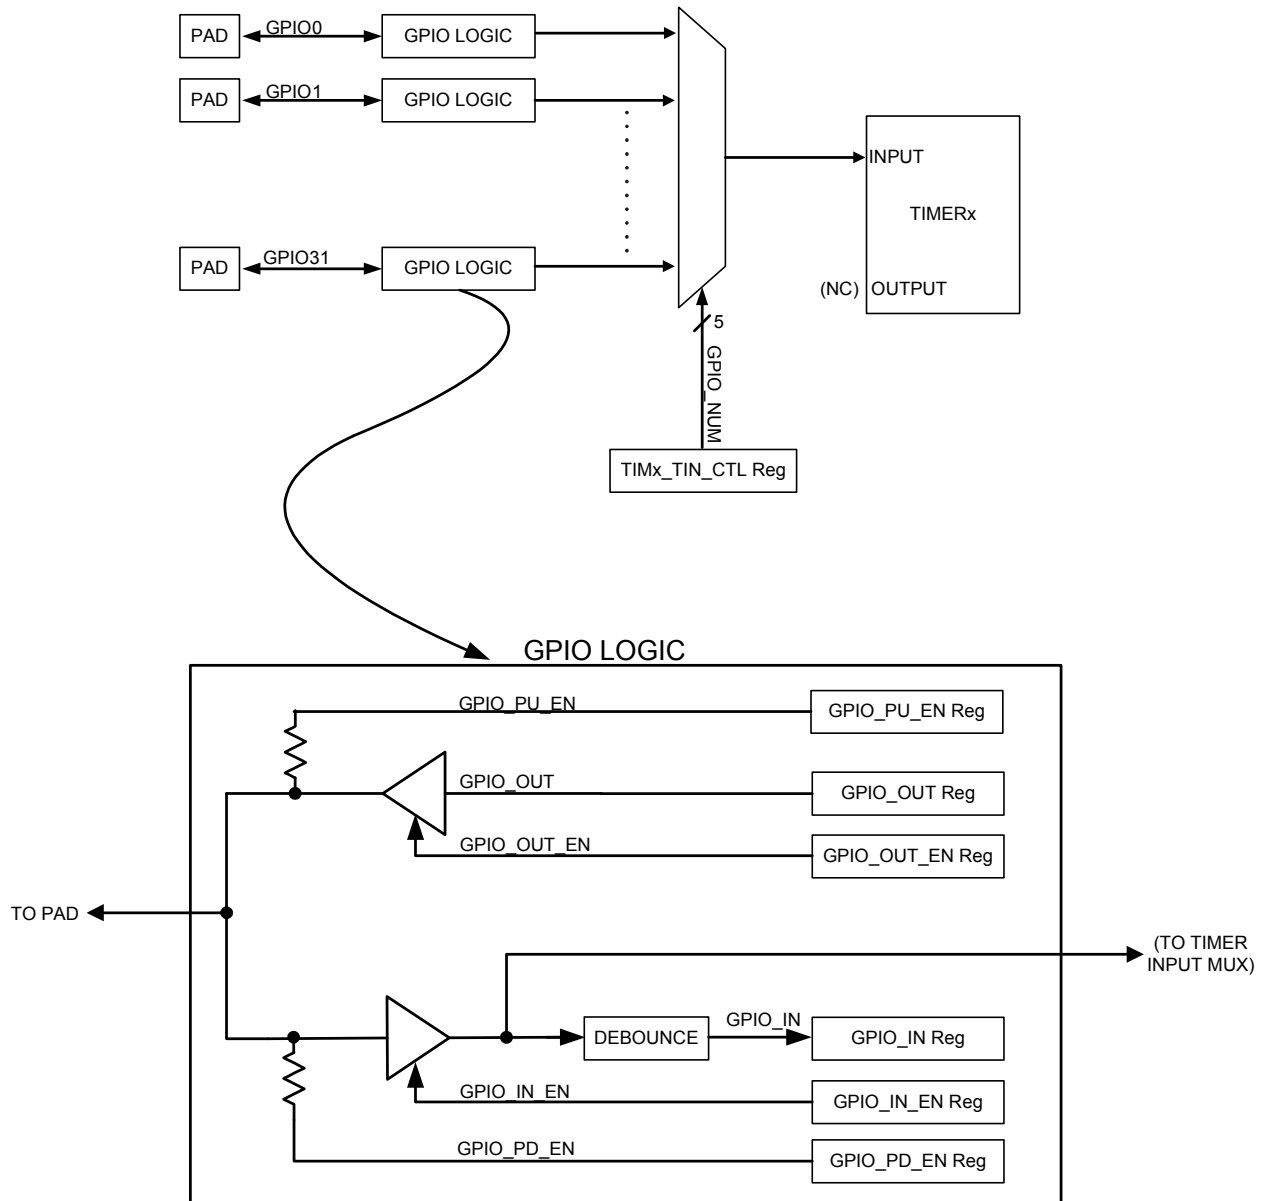 PAD GPIO0 GPIO LOGIC
PAD GPIO1 GPIO LOGIC
INPUT
TIMERx
PAD GPIO31 GPIO LOGIC
(NC) OUTPUT
5
GPIO_NUM
TIMx_TIN_CTL Reg
GPIO LOGIC
GPIO_PU_EN GPIO_PU_EN Reg
GPIO_OUT GPIO_OUT Reg
GPIO_OUT_EN GPIO_OUT_EN Reg
TO PAD
(TO TIMER
INPUT MUX)
DEBOUNCE GPIO_IN GPIO_IN Reg
GPIO_IN_EN GPIO_IN_EN Reg
GPIO_PD_EN GPIO_PD_EN Reg